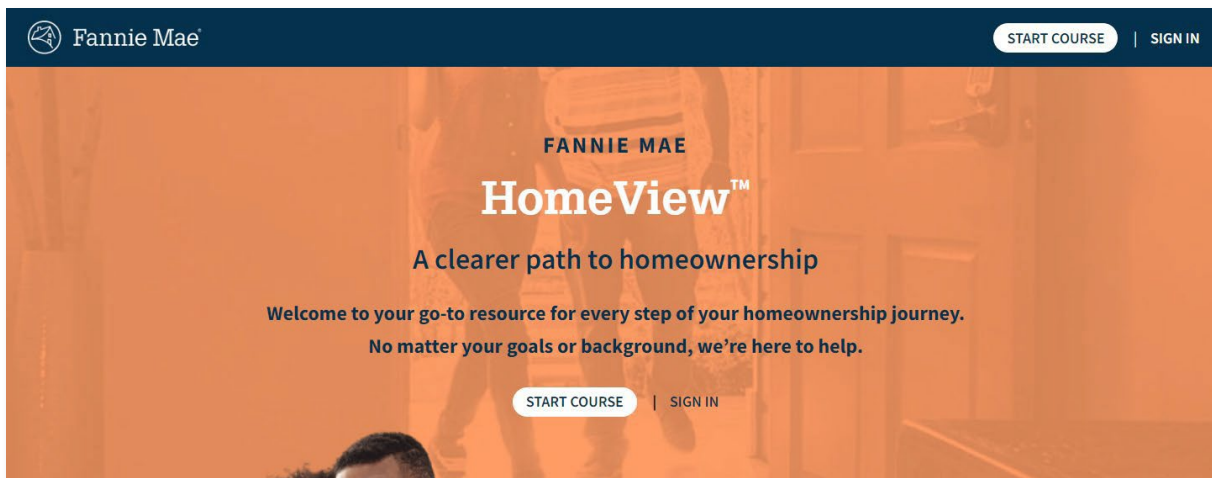 Fannie Mae®
START COURSE | SIGN IN
FANNIE MAE
HomeView™
A clearer path to homeownership
Welcome to your go-to resource for every step of your homeownership journey.
No matter your goals or background, we're here to help.
START COURSE | SIGN IN